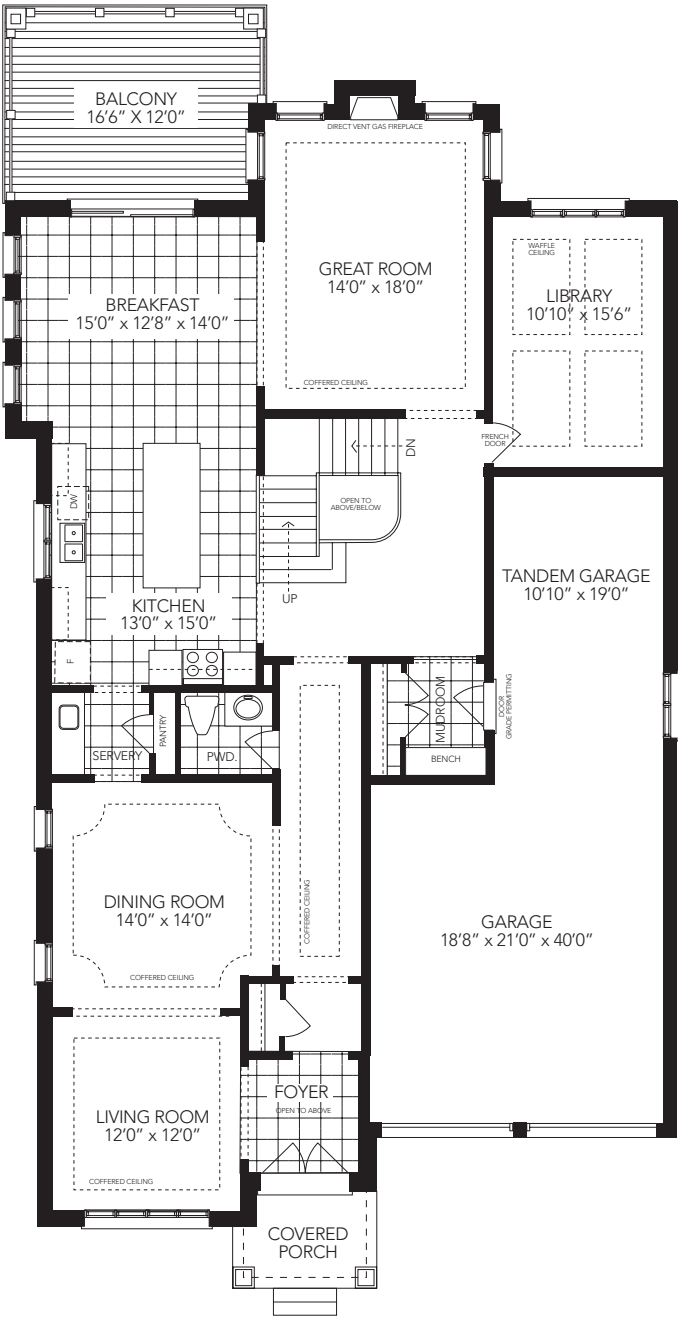 BALCONY
16'6" X 12'0"
DIRECT VENT GAS FIREPLACE
GREAT ROOM
14'0" x 18'0"
COFFERED CEILING
WAFFLE
CEILING
LIBRARY
10'10" x 15'6"
BREAKFAST
15'0" x 12'8" x 14'0"
FRENCH
DOOR
DN
OPEN TO
ABOVE/BELOW
UP
DW
KITCHEN
13'0" x 15'0"
F
TANDEM GARAGE
10'10" x 19'0"
DOOR
GRADE PERMITTING
MUDROOM
BENCH
SERVERY
PANTRY
PWD.
DINING ROOM
14'0" x 14'0"
COFFERED CEILING
COFFERED CEILING
GARAGE
18'8" x 21'0" x 40'0"
FOYER
OPEN TO ABOVE
LIVING ROOM
12'0" x 12'0"
COFFERED CEILING
COVERED
PORCH